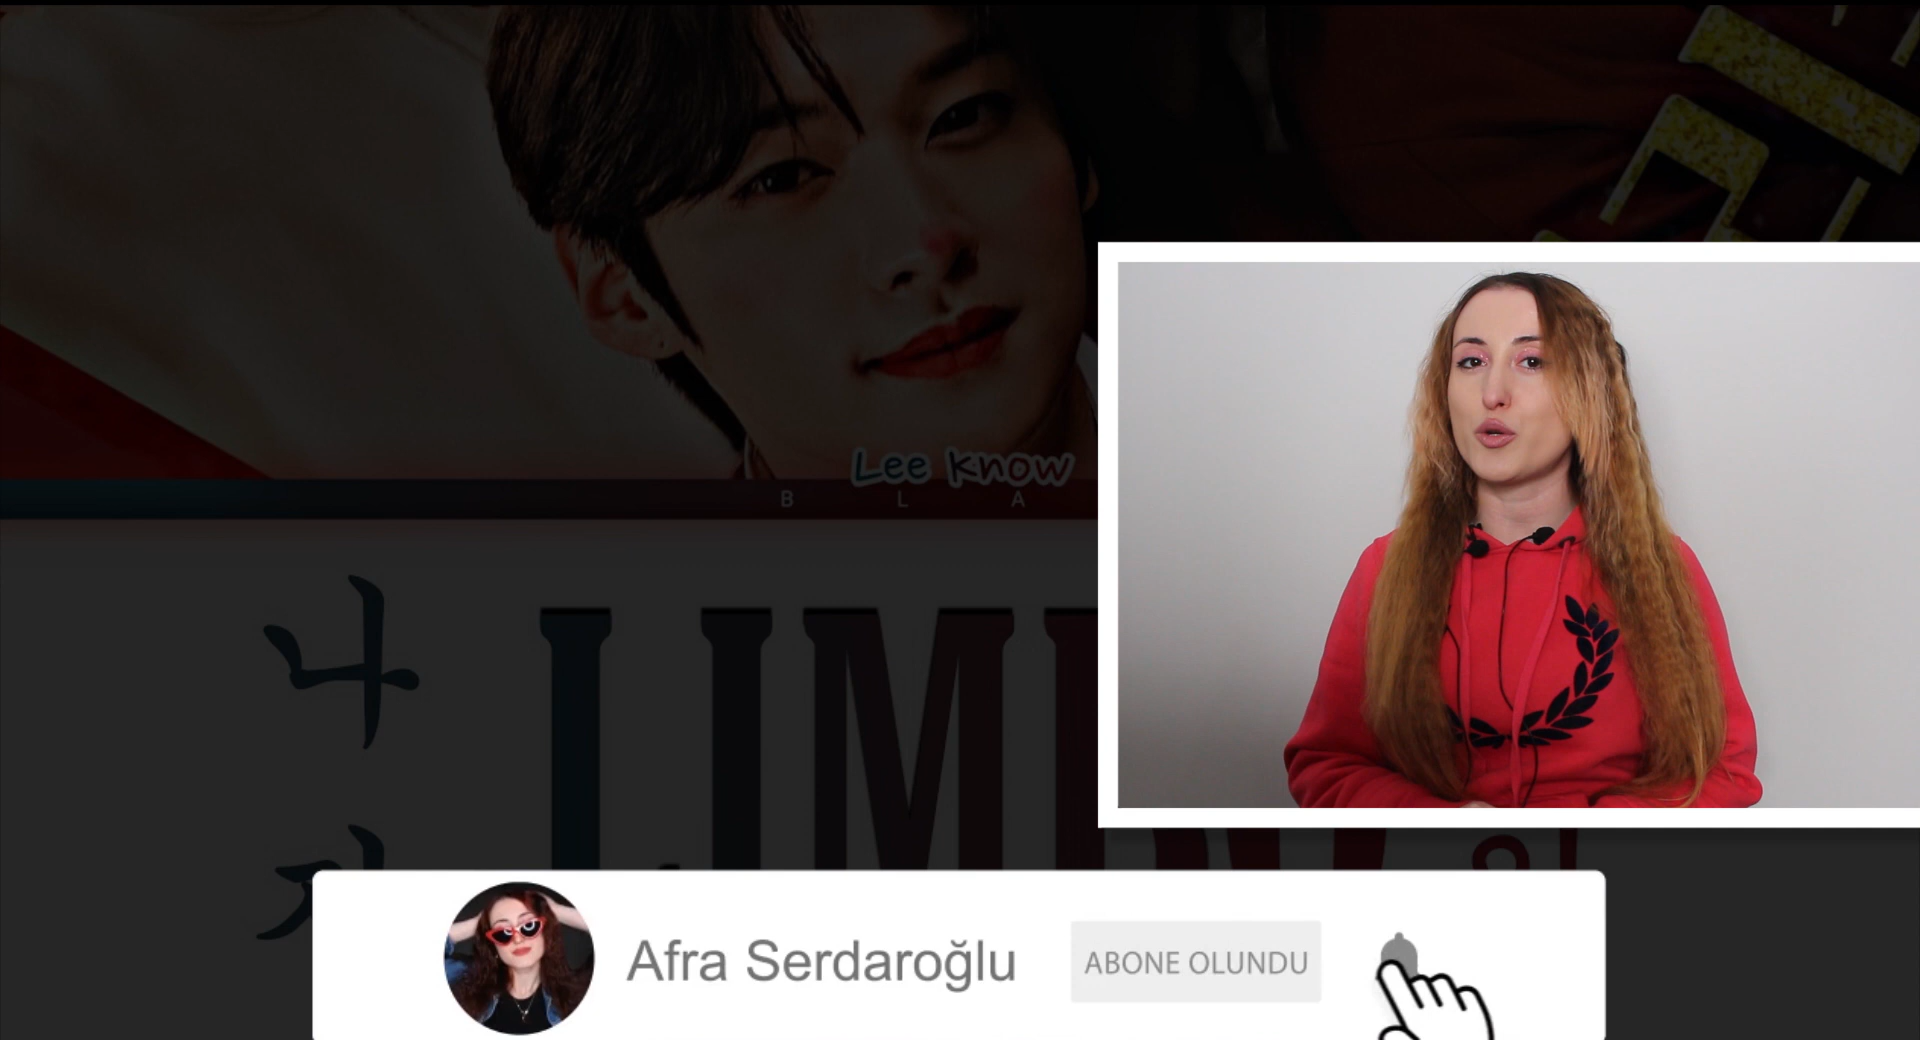 Lee Know
B L A
나
LIM
Afra Serdaroğlu
ABONE OLUNDU